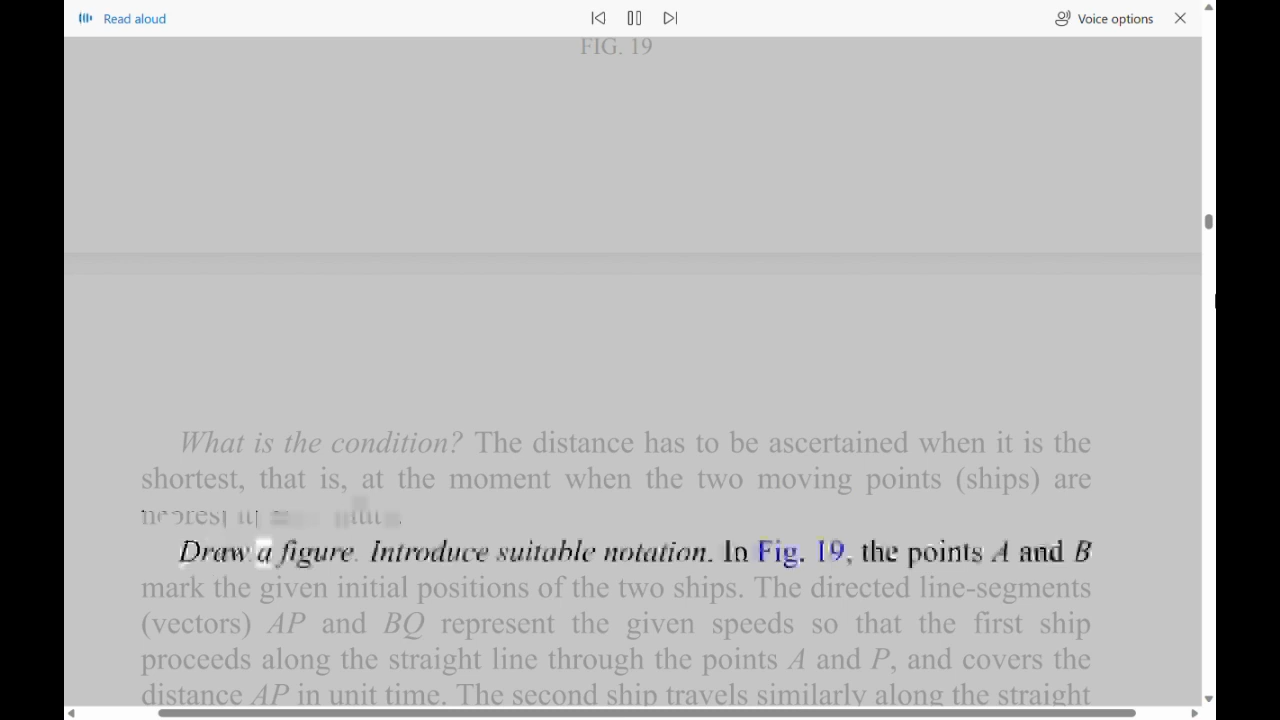 Read aloud
Voice options
FIG. 19
What is the condition? The distance has to be ascertained when it is the
shortest, that is, at the moment when the two moving points (ships) are
Draw a figure. Introduce suitable notation. In Fig. 19, the points A and B
mark the given initial positions of the two ships. The directed line-segments
(vectors) AP and BQ represent the given speeds so that the first ship
proceeds along the straight line through the points A and P, and covers the
distance AP in unit time. The second ship travels similarly along the straight